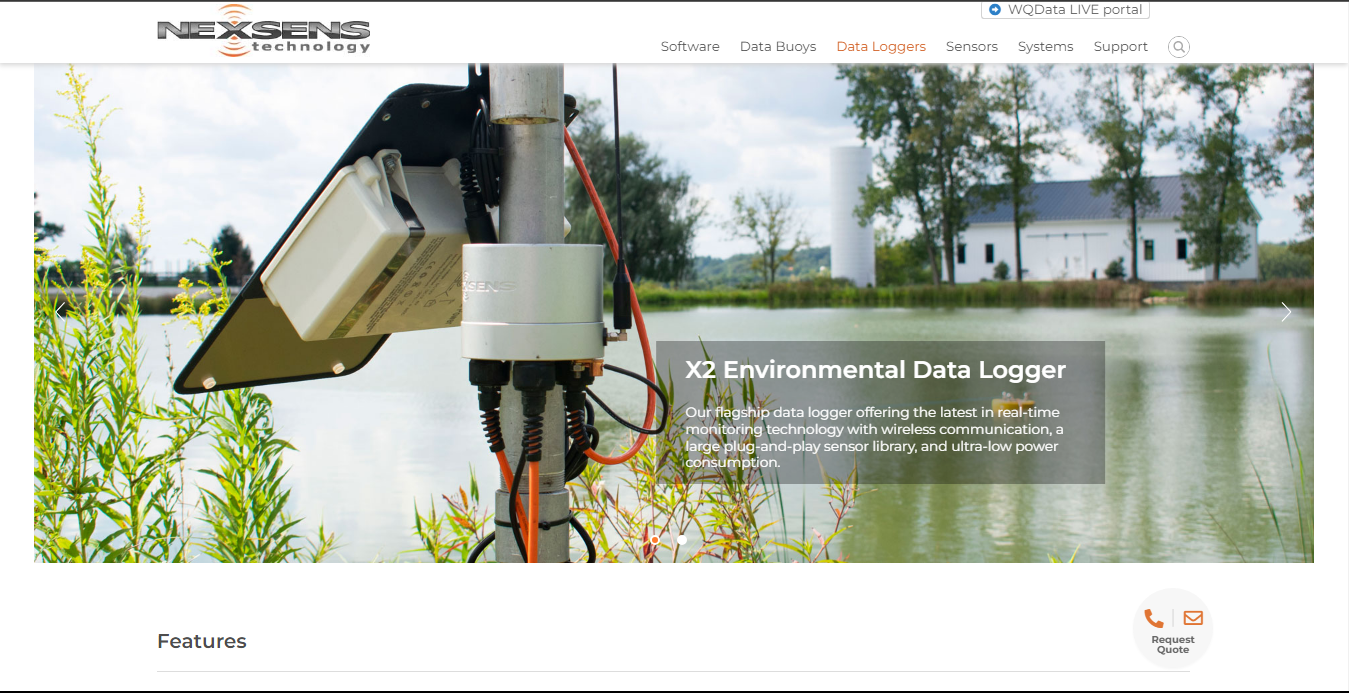 NEXSENS
technology
WQData LIVE portal
Software Data Buoys Data Loggers Sensors Systems Support
SENS
X2 Environmental Data Logger
Our flagship data logger offering the latest in real-time
monitoring technology with wireless communication, a
large plug-and-play sensor library, and ultra-low power
consumption.
Features
Request
Quote